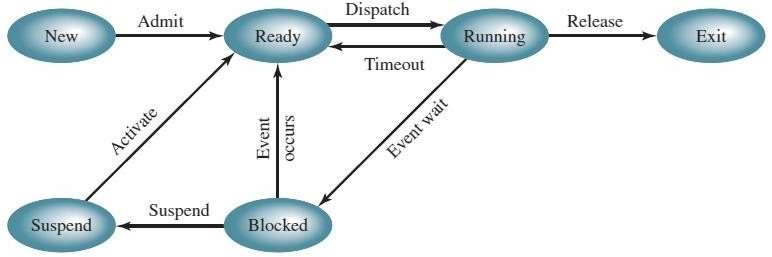 Dispatch
Admit
Release
New
Ready
Running
Exit
Timeout
Activate
Event
occurs
Event wait
Suspend
Suspend
Blocked